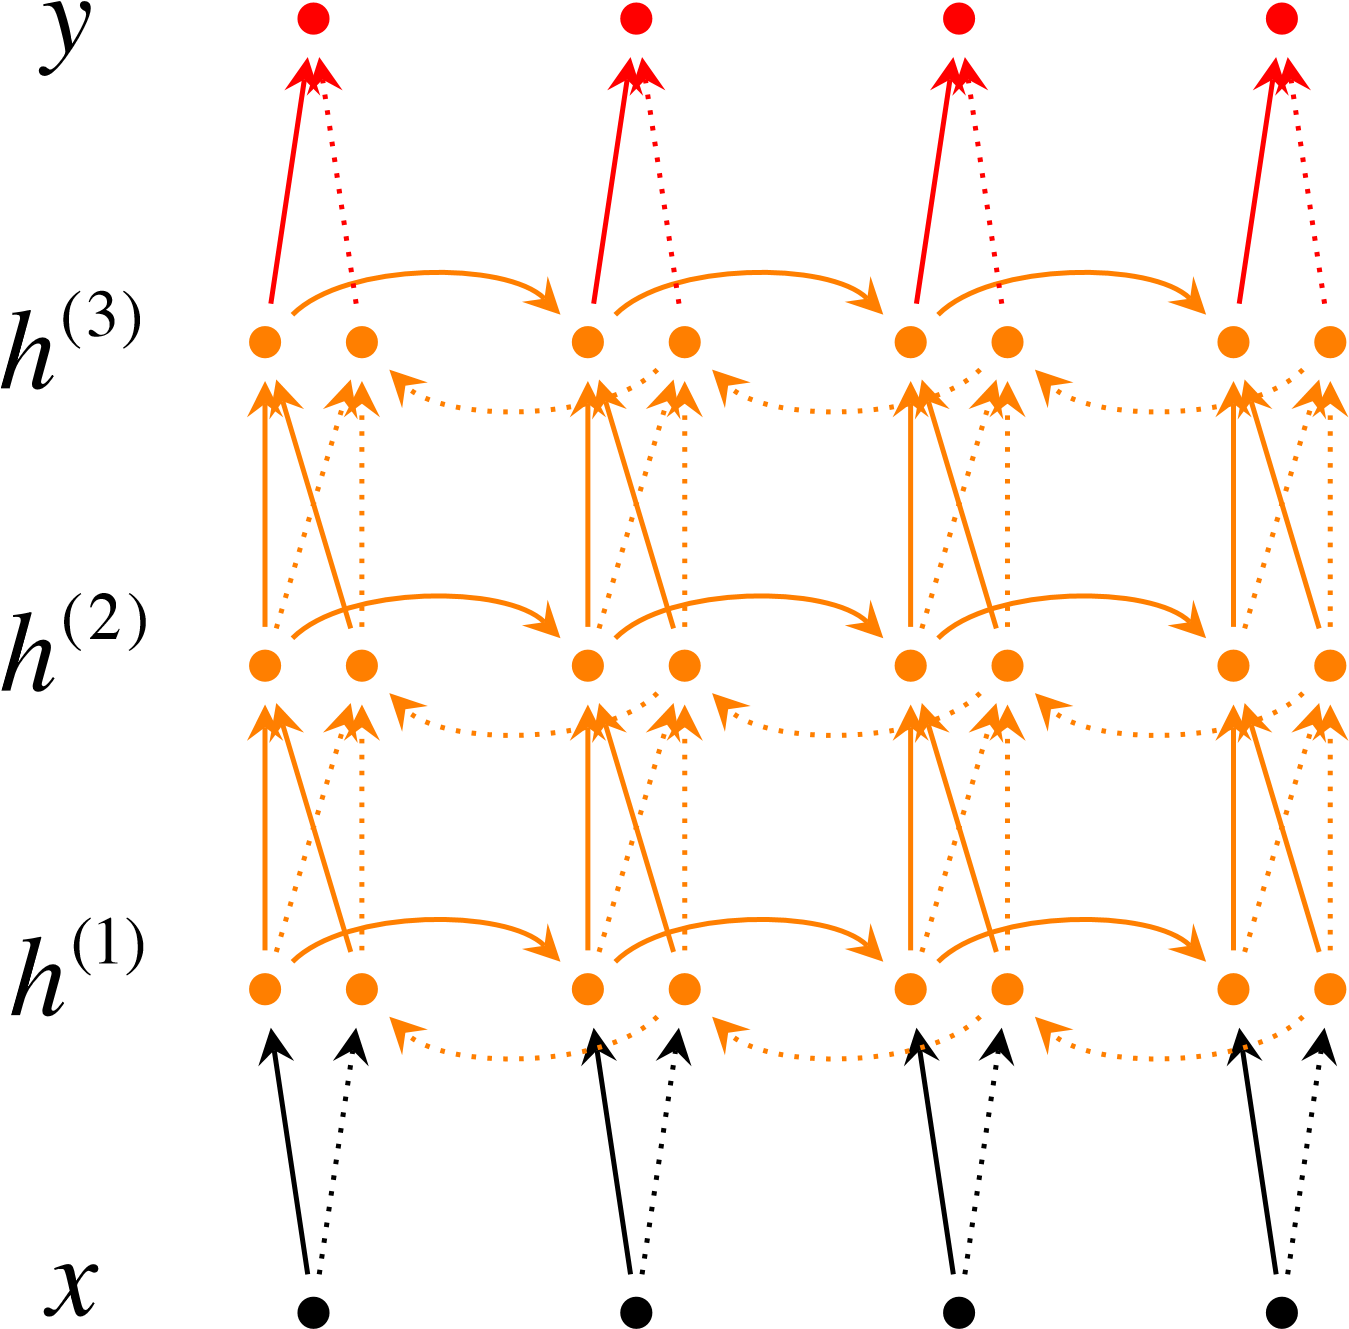 y
h^{(3)}
h^{(2)}
h^{(1)}
x